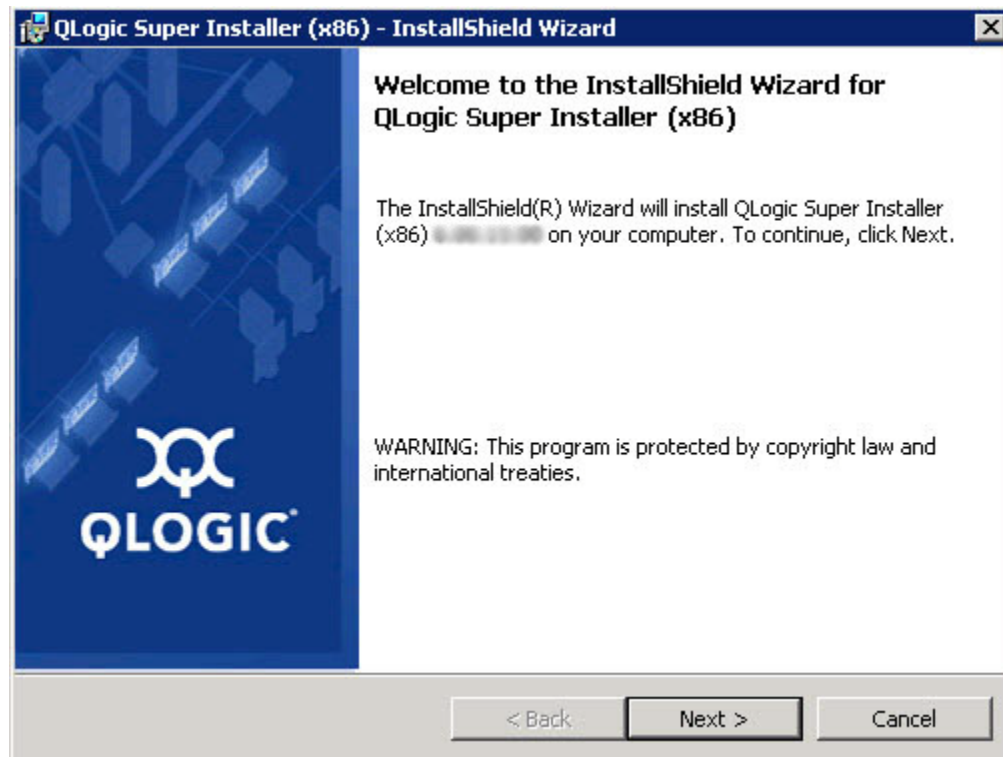 QLogic Super Installer (x86) - InstallShield Wizard
Welcome to the InstallShield Wizard for
QLogic Super Installer (x86)
The InstallShield(R) Wizard will install QLogic Super Installer
(x86) on your computer. To continue, click Next.
WARNING: This program is protected by copyright law and
international treaties.
QLOGIC
< Back
Next >
Cancel